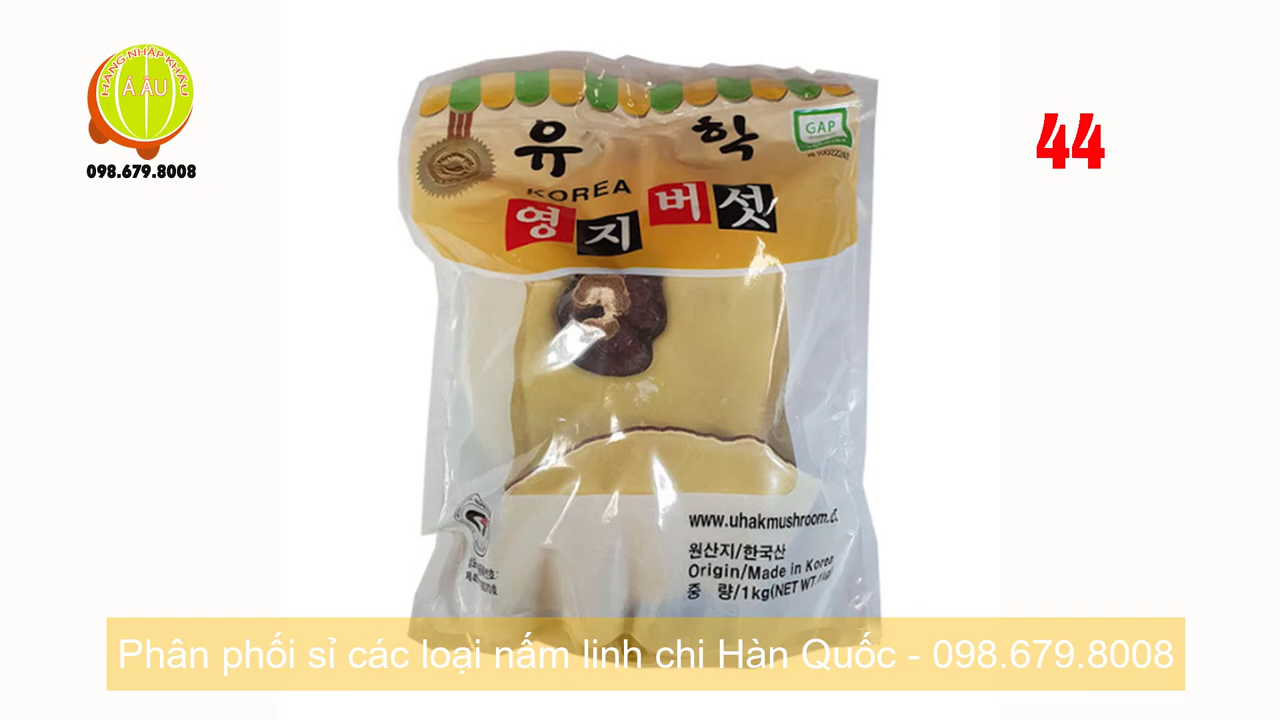 HÀNG NHẬP KHẨU
Á ÂU
098.679.8008
44
유학
GAP
KOREA
영지버섯
www.uhakmushroom.c
원산지/한국산
Origin/Made in Korea
중 량/1kg(NET WT.
Phân phối sỉ các loại nấm linh chi Hàn Quốc - 098.679.8008